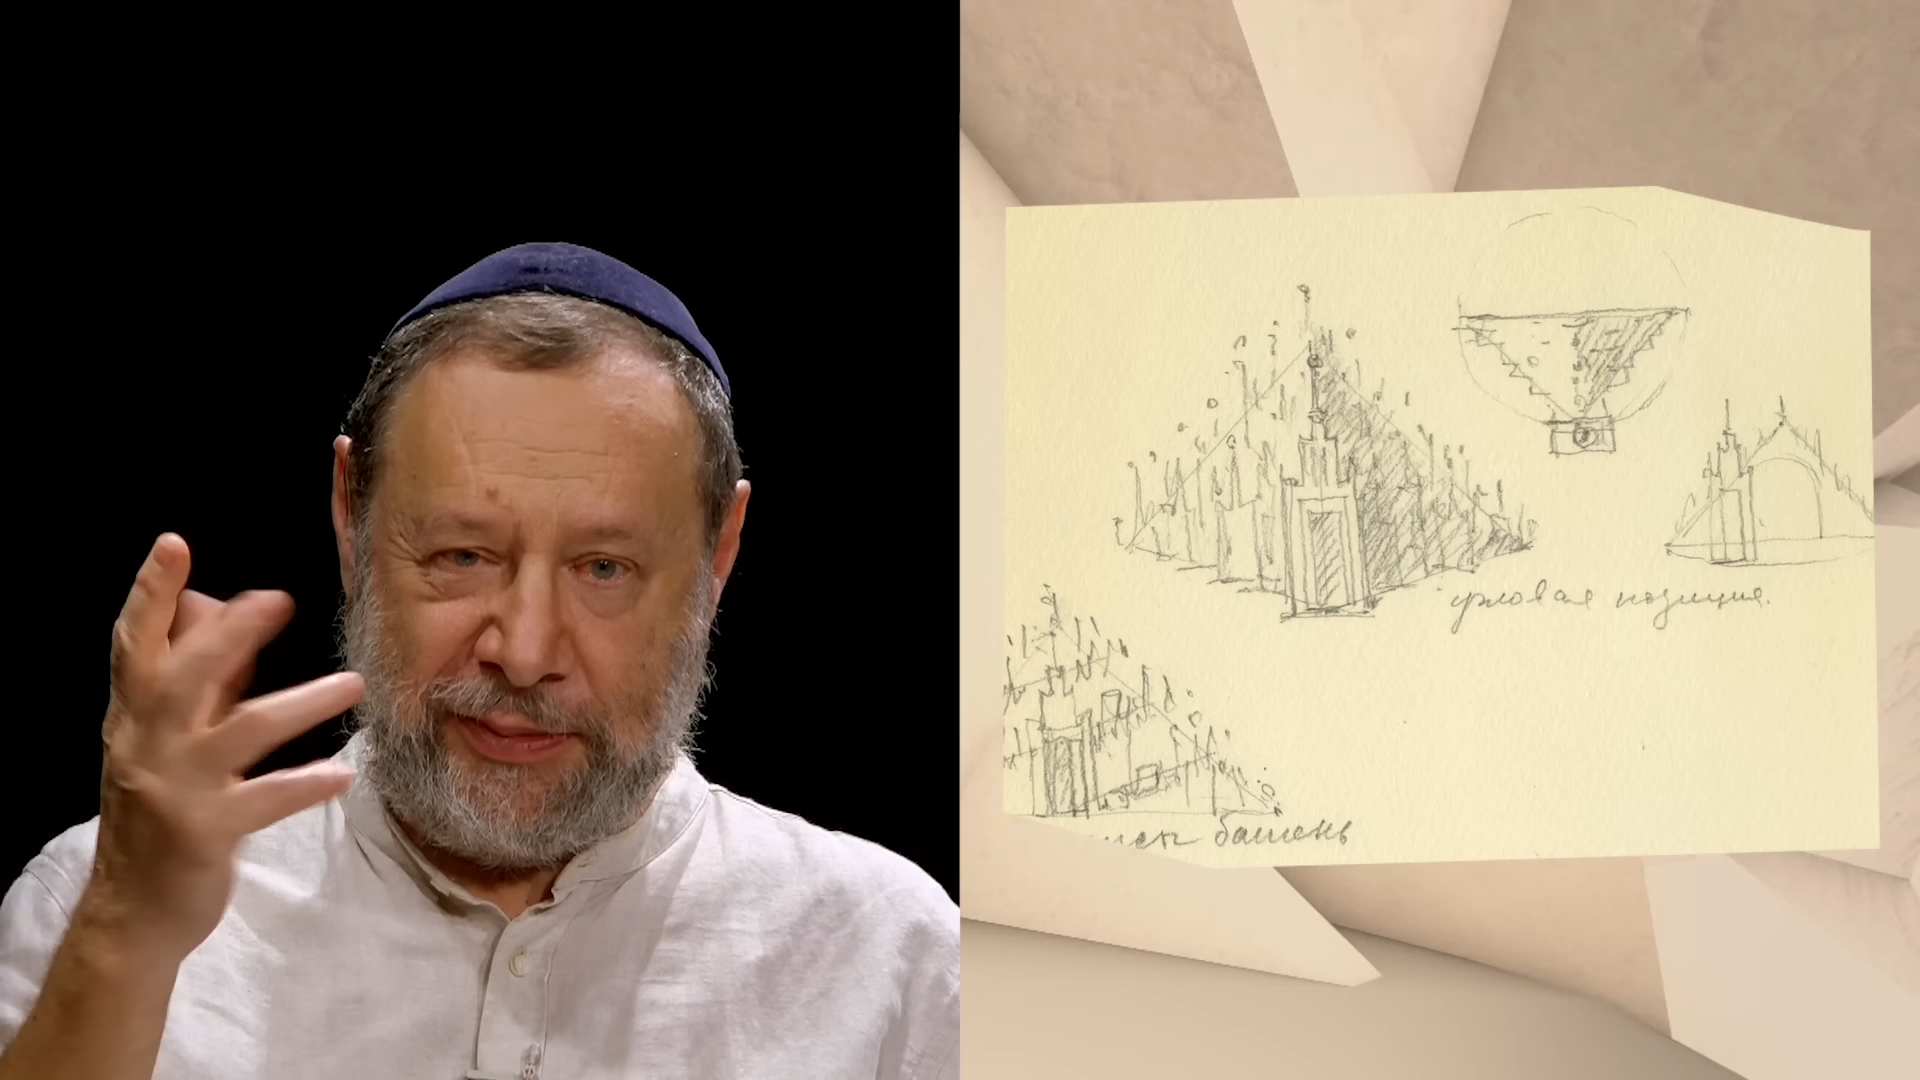 угловая позиция.
башень